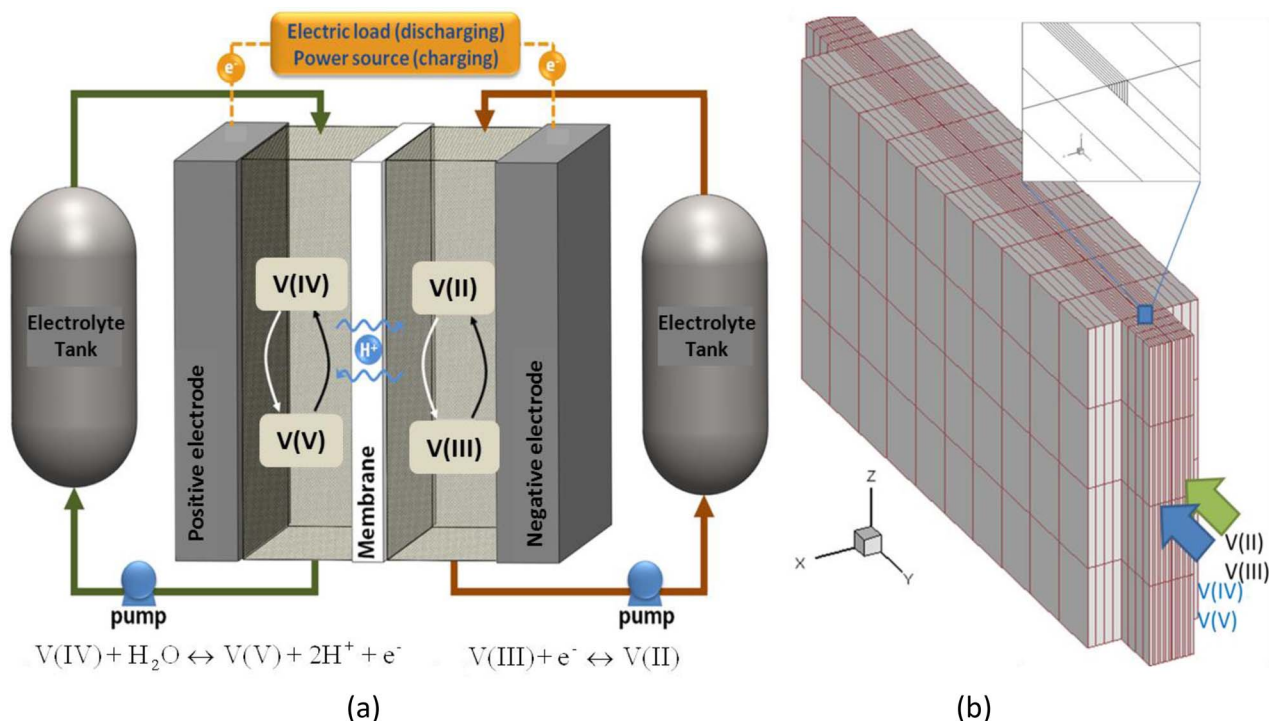 Electric load (discharging)
Power source (charging)
e-
e-
Electrolyte
Tank
Positive electrode
V(IV)
V(V)
Membrane
H+
V(II)
V(III)
Negative electrode
Electrolyte
Tank
pump
pump
V(IV) + H₂O ↔ V(V) + 2H⁺ + e⁻
V(III) + e⁻ ↔ V(II)
(a)
Z
X
Y
V(II)
V(III)
V(IV)
V(V)
(b)